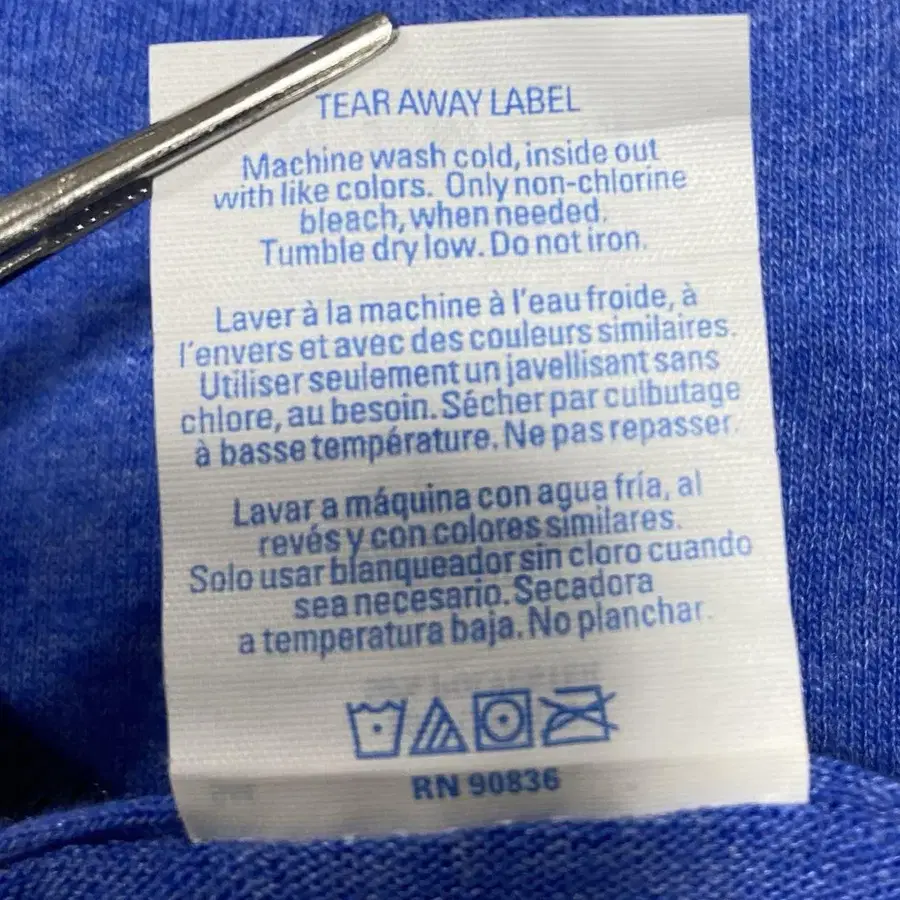 TEAR AWAY LABEL
Machine wash cold, inside out
with like colors. Only non-chlorine
bleach, when needed.
Tumble dry low. Do not iron.
Laver à la machine à l'eau froide, à
l'envers et avec des couleurs similaires.
Utiliser seulement un javellisant sans
chlore, au besoin. Sécher par culbutage
à basse température. Ne pas repasser.
Lavar a máquina con agua fría, al
revés y con colores similares.
Solo usar blanqueador sin cloro cuando
sea necesario. Secadora
a temperatura baja. No planchar.
RN 90836